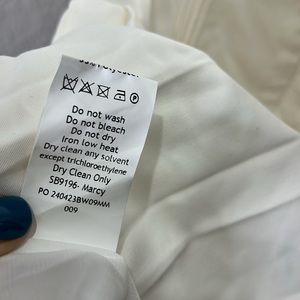 Do not wash
Do not bleach
Do not dry
Iron low heat
Dry clean any solvent
except trichloroethylene
Dry Clean Only
SB9196- Marcy
PO 240423BW09MM
009